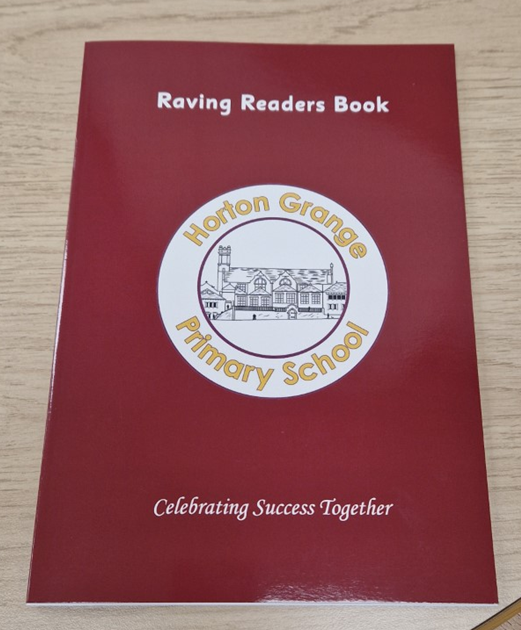 Raving Readers Book
Horton Grange
Primary School
Celebrating Success Together